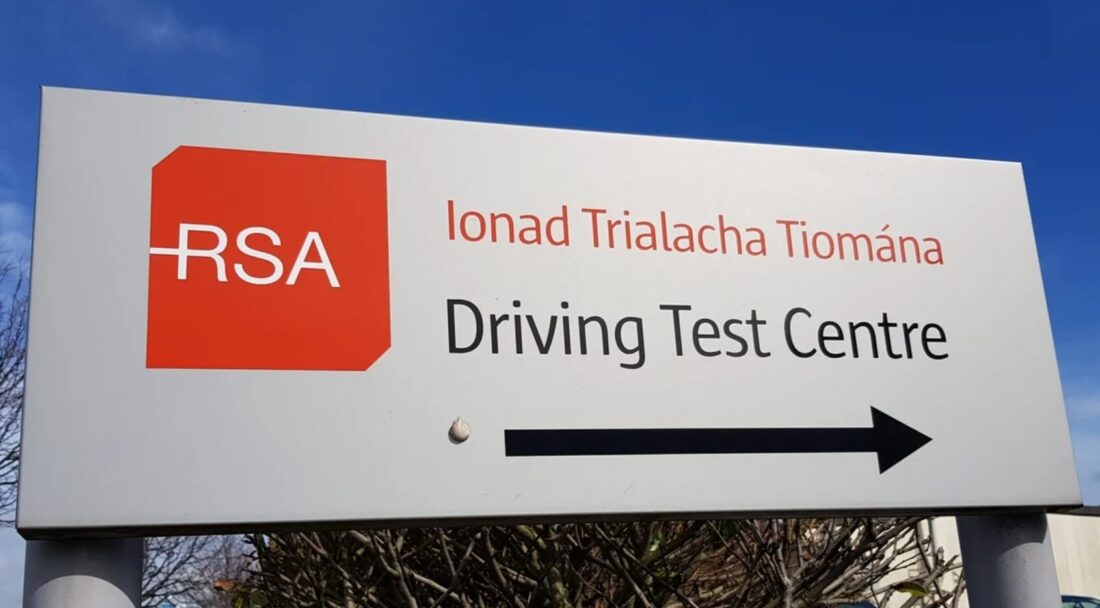 RSA
Ionad Trialacha Tiomána
Driving Test Centre